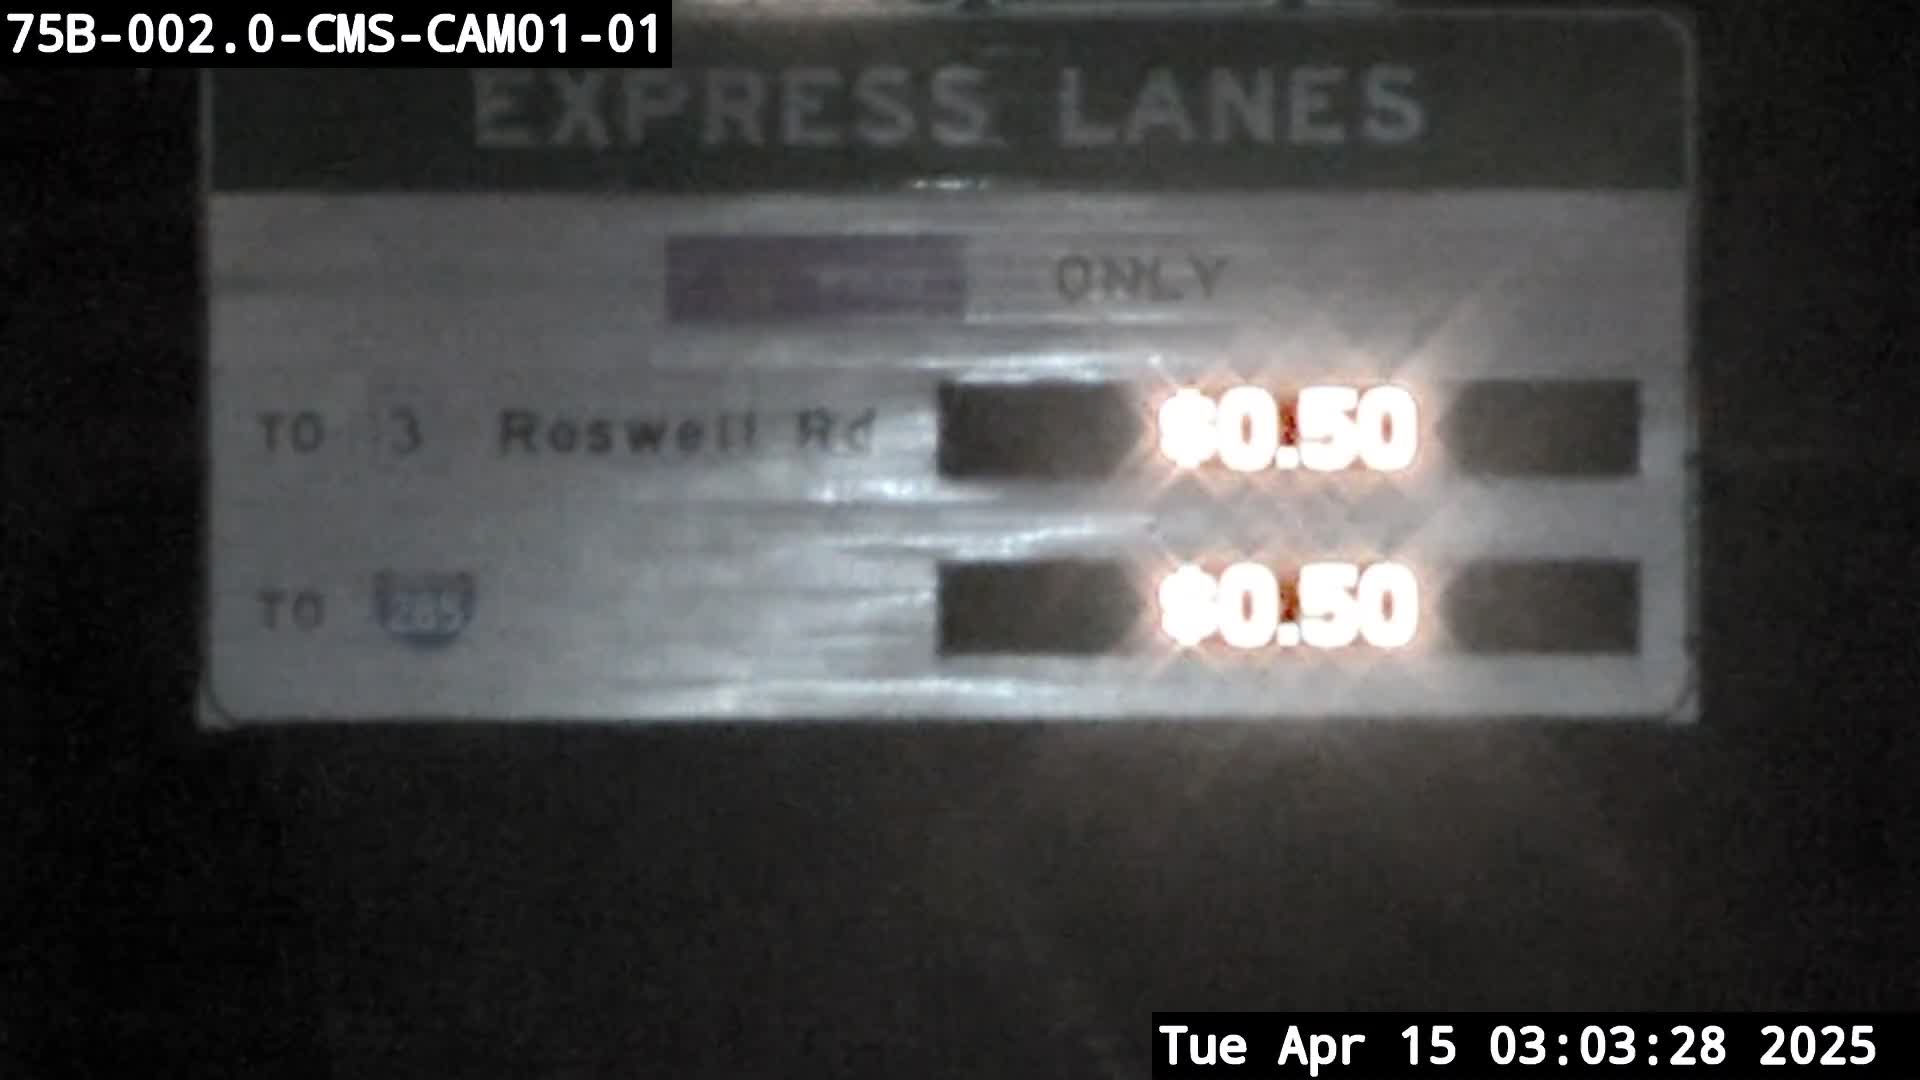 75B-002.0-CMS-CAM01-01
EXPRESS LANES
ONLY
TO 3 Roswell Rd $0.50
TO 285 $0.50
Tue Apr 15 03:03:28 2025